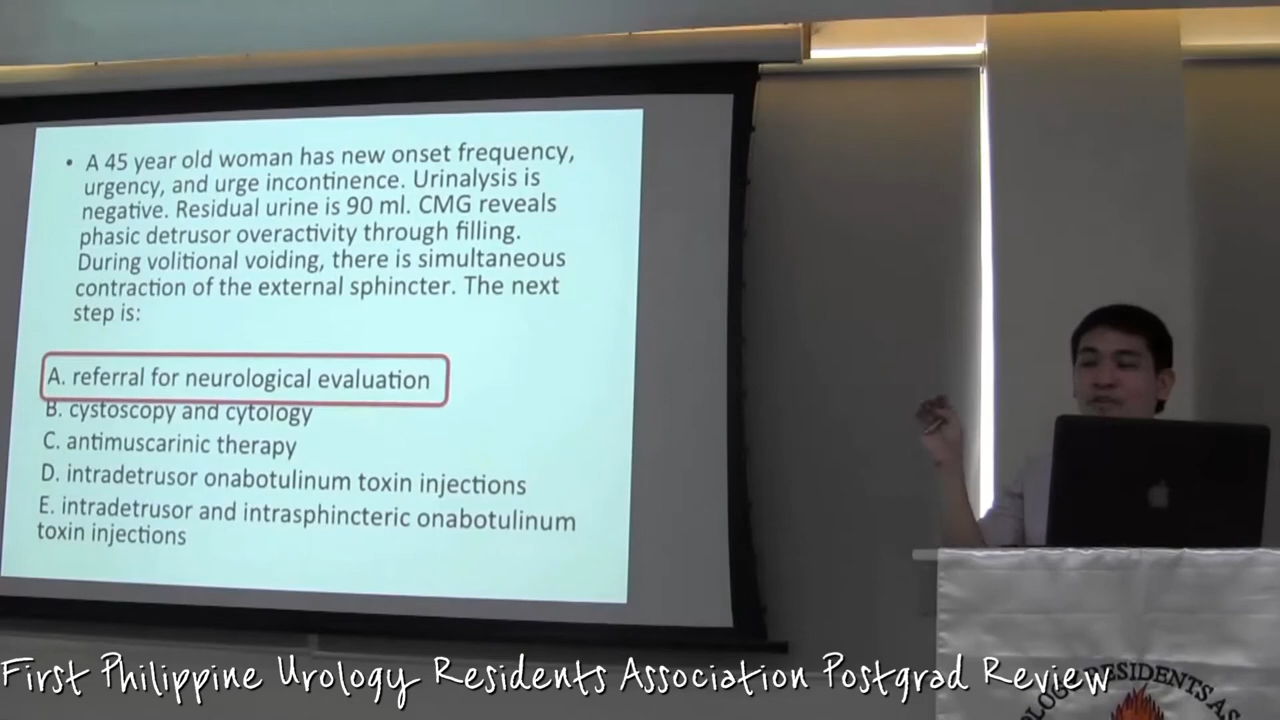 • A 45 year old woman has new onset frequency,
urgency, and urge incontinence. Urinalysis is
negative. Residual urine is 90 ml. CMG reveals
phasic detrusor overactivity through filling.
During volitional voiding, there is simultaneous
contraction of the external sphincter. The next
step is:
A. referral for neurological evaluation
B. cystoscopy and cytology
C. antimuscarinic therapy
D. intradetrusor onabotulinum toxin injections
E. intradetrusor and intrasphincteric onabotulinum
toxin injections
First Philippine Urology Residents Association Postgrad Review
RESIDENTS